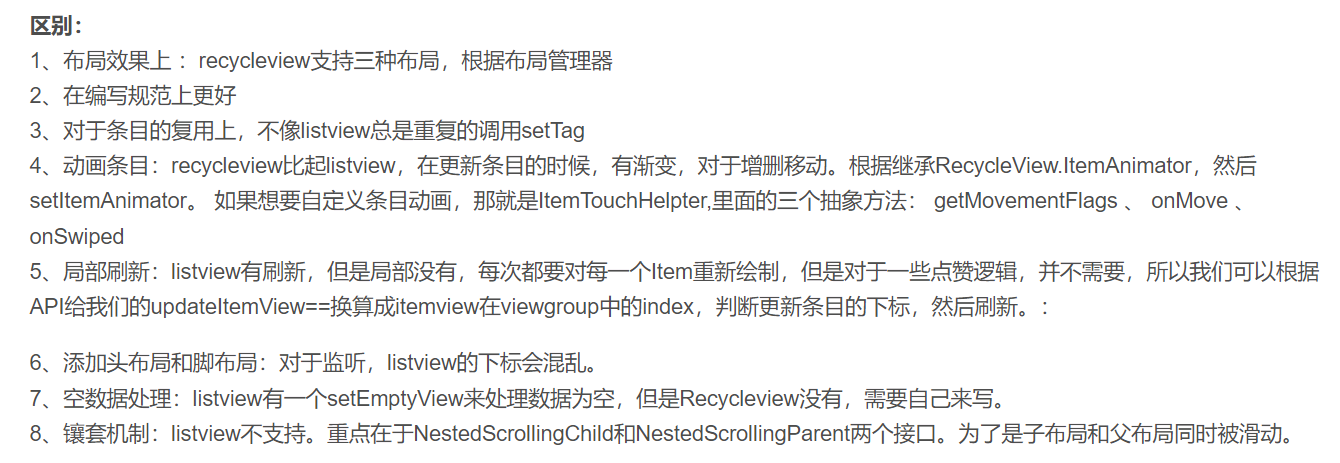 区别：
1、布局效果上 ：recycleview支持三种布局，根据布局管理器
2、在编写规范上更好
3、对于条目的复用上，不像listview总是重复的调用setTag
4、动画条目：recycleview比起listview，在更新条目的时候，有渐变，对于增删移动。根据继承RecycleView.ItemAnimator，然后
setItemAnimator。 如果想要自定义条目动画，那就是ItemTouchHelpter,里面的三个抽象方法： getMovementFlags 、 onMove 、
onSwiped
5、局部刷新：listview有刷新，但是局部没有，每次都要对每一个Item重新绘制，但是对于一些点赞逻辑，并不需要，所以我们可以根据
API给我们的updateItemView==换算成itemview在viewgroup中的index，判断更新条目的下标，然后刷新。：
6、添加头布局和脚布局：对于监听，listview的下标会混乱。
7、空数据处理：listview有一个setEmptyView来处理数据为空，但是Recycleview没有，需要自己来写。
8、镶套机制：listview不支持。重点在于NestedScrollingChild和NestedScrollingParent两个接口。为了是子布局和父布局同时被滑动。